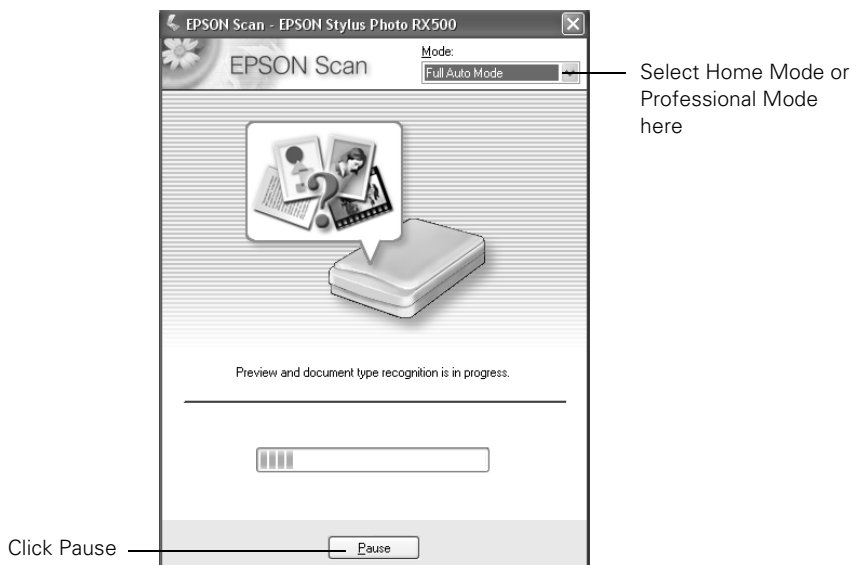 EPSON Scan - EPSON Stylus Photo RX500
EPSON Scan
Mode:
Full Auto Mode
Select Home Mode or
Professional Mode
here
Preview and document type recognition is in progress.
Click Pause
Pause